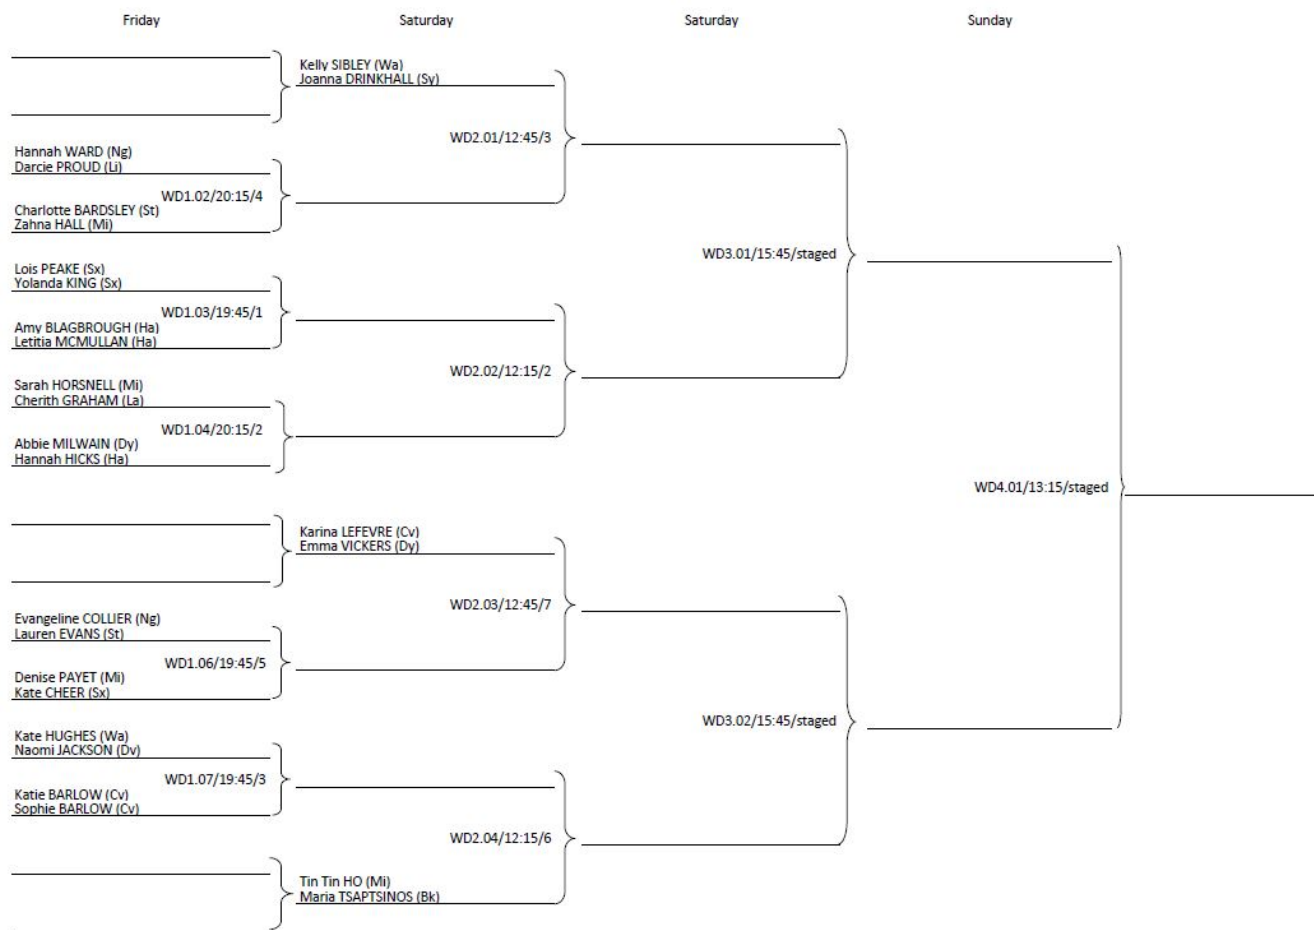 Friday Saturday Saturday Sunday
Kelly SIBLEY (Wa)
Joanna DRINKHALL (Sy)
WD2.01/12:45/3
Hannah WARD (Ng)
Darcie PROUD (Li)
WD1.02/20:15/4
Charlotte BARDSLEY (St)
Zahna HALL (Mi)
WD3.01/15:45/staged
Lois PEAKE (Sx)
Yolanda KING (Sx)
WD1.03/19:45/1
Amy BLAGBROUGH (Ha)
Letitia MCMULLAN (Ha)
WD2.02/12:15/2
Sarah HORSNELL (Mi)
Cherith GRAHAM (La)
WD1.04/20:15/2
Abbie MILWAIN (Dy)
Hannah HICKS (Ha)
WD4.01/13:15/staged
Karina LEFEVRE (Cv)
Emma VICKERS (Dy)
WD2.03/12:45/7
Evangeline COLLIER (Ng)
Lauren EVANS (St)
WD1.06/19:45/5
Denise PAYET (Mi)
Kate CHEER (Sx)
WD3.02/15:45/staged
Kate HUGHES (Wa)
Naomi JACKSON (Dv)
WD1.07/19:45/3
Katie BARLOW (Cv)
Sophie BARLOW (Cv)
WD2.04/12:15/6
Tin Tin HO (Mi)
Maria TSAPTSINOS (Bk)